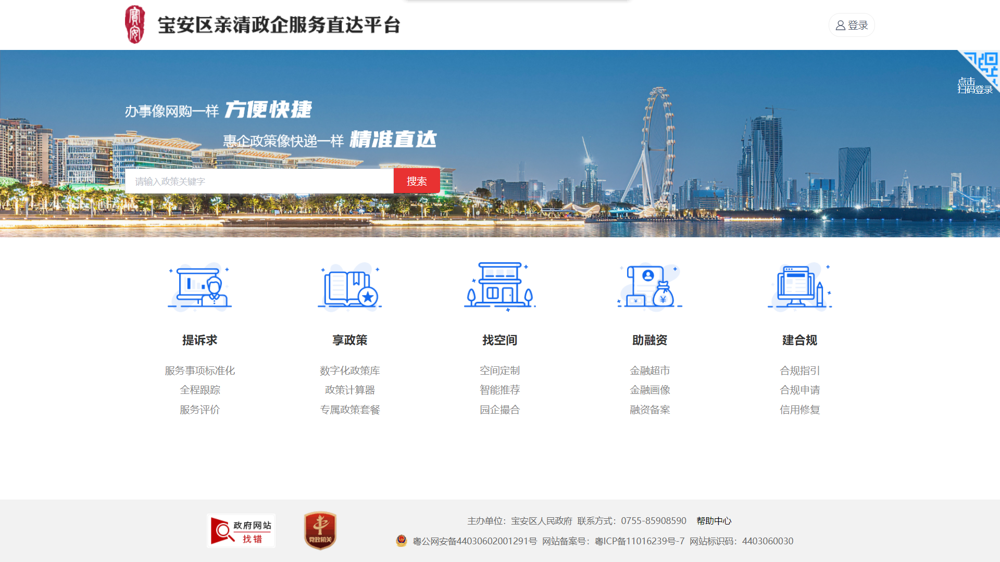 寶安
宝安区亲清政企服务直达平台
登录
点击
扫码登录
办事像网购一样 方便快捷
惠企政策像快递一样 精准直达
请输入政策关键字
搜索
提诉求
服务事项标准化
全程跟踪
服务评价
享政策
数字化政策库
政策计算器
专属政策套餐
找空间
空间定制
智能推荐
园企撮合
助融资
金融超市
金融画像
融资备案
建合规
合规指引
合规申请
信用修复
政府网站
找错
党政机关
主办单位：宝安区人民政府 联系方式：0755-85908590 帮助中心
粤公网安备44030602001291号 网站备案号：粤ICP备11016239号-7 网站标识码：4403060030